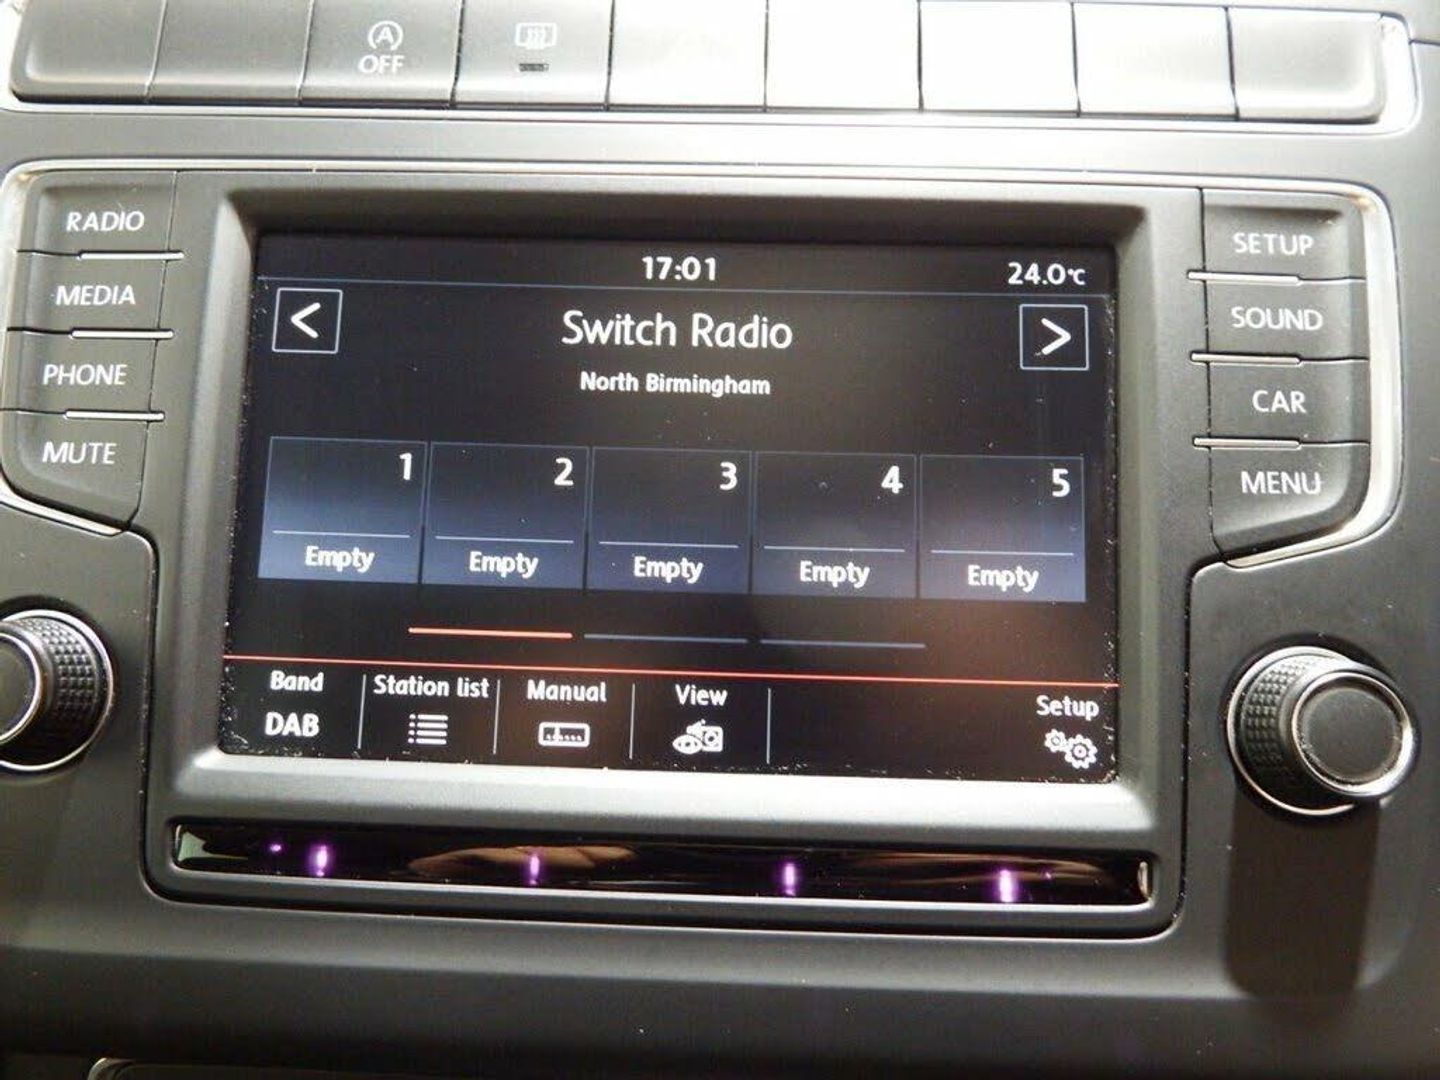 A
OFF
RADIO
MEDIA
PHONE
MUTE
17:01
24.0°C
<
Switch Radio
>
North Birmingham
1 2 3 4 5
Empty Empty Empty Empty Empty
Band Station list Manual View Setup
DAB
SETUP
SOUND
CAR
MENU